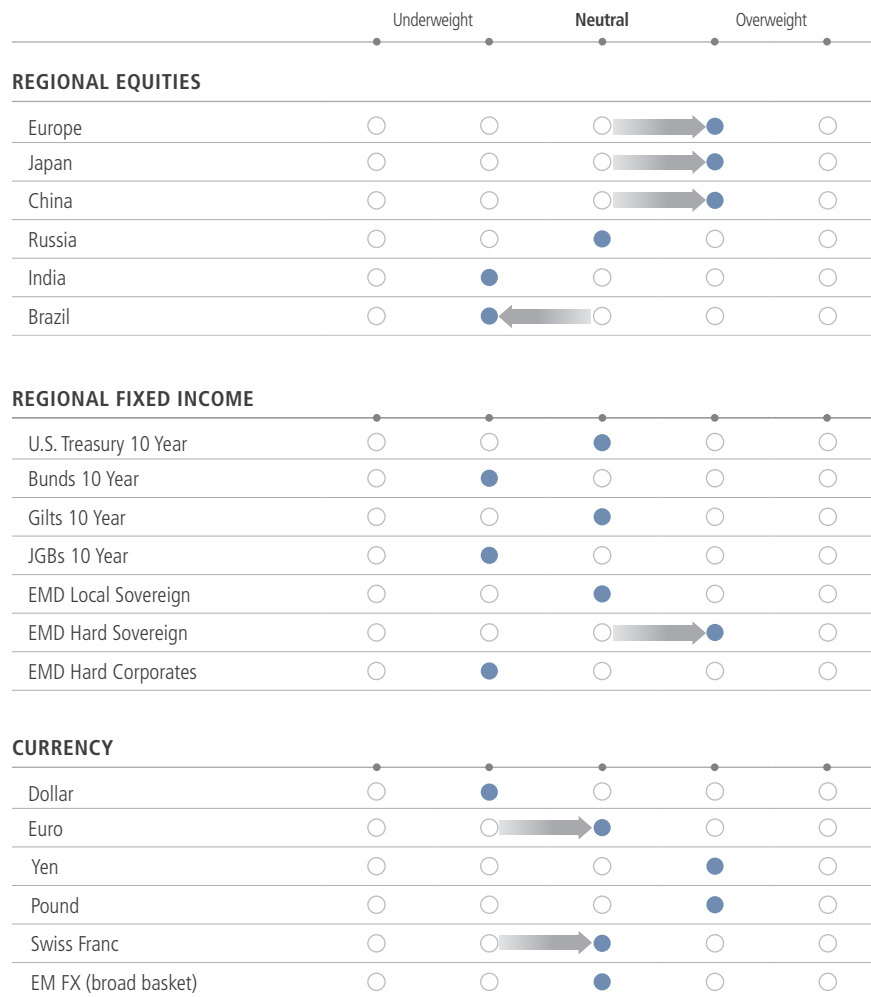 Underweight Neutral Overweight
REGIONAL EQUITIES
Europe
Japan
China
Russia
India
Brazil
REGIONAL FIXED INCOME
U.S. Treasury 10 Year
Bunds 10 Year
Gilts 10 Year
JGBs 10 Year
EMD Local Sovereign
EMD Hard Sovereign
EMD Hard Corporates
CURRENCY
Dollar
Euro
Yen
Pound
Swiss Franc
EM FX (broad basket)